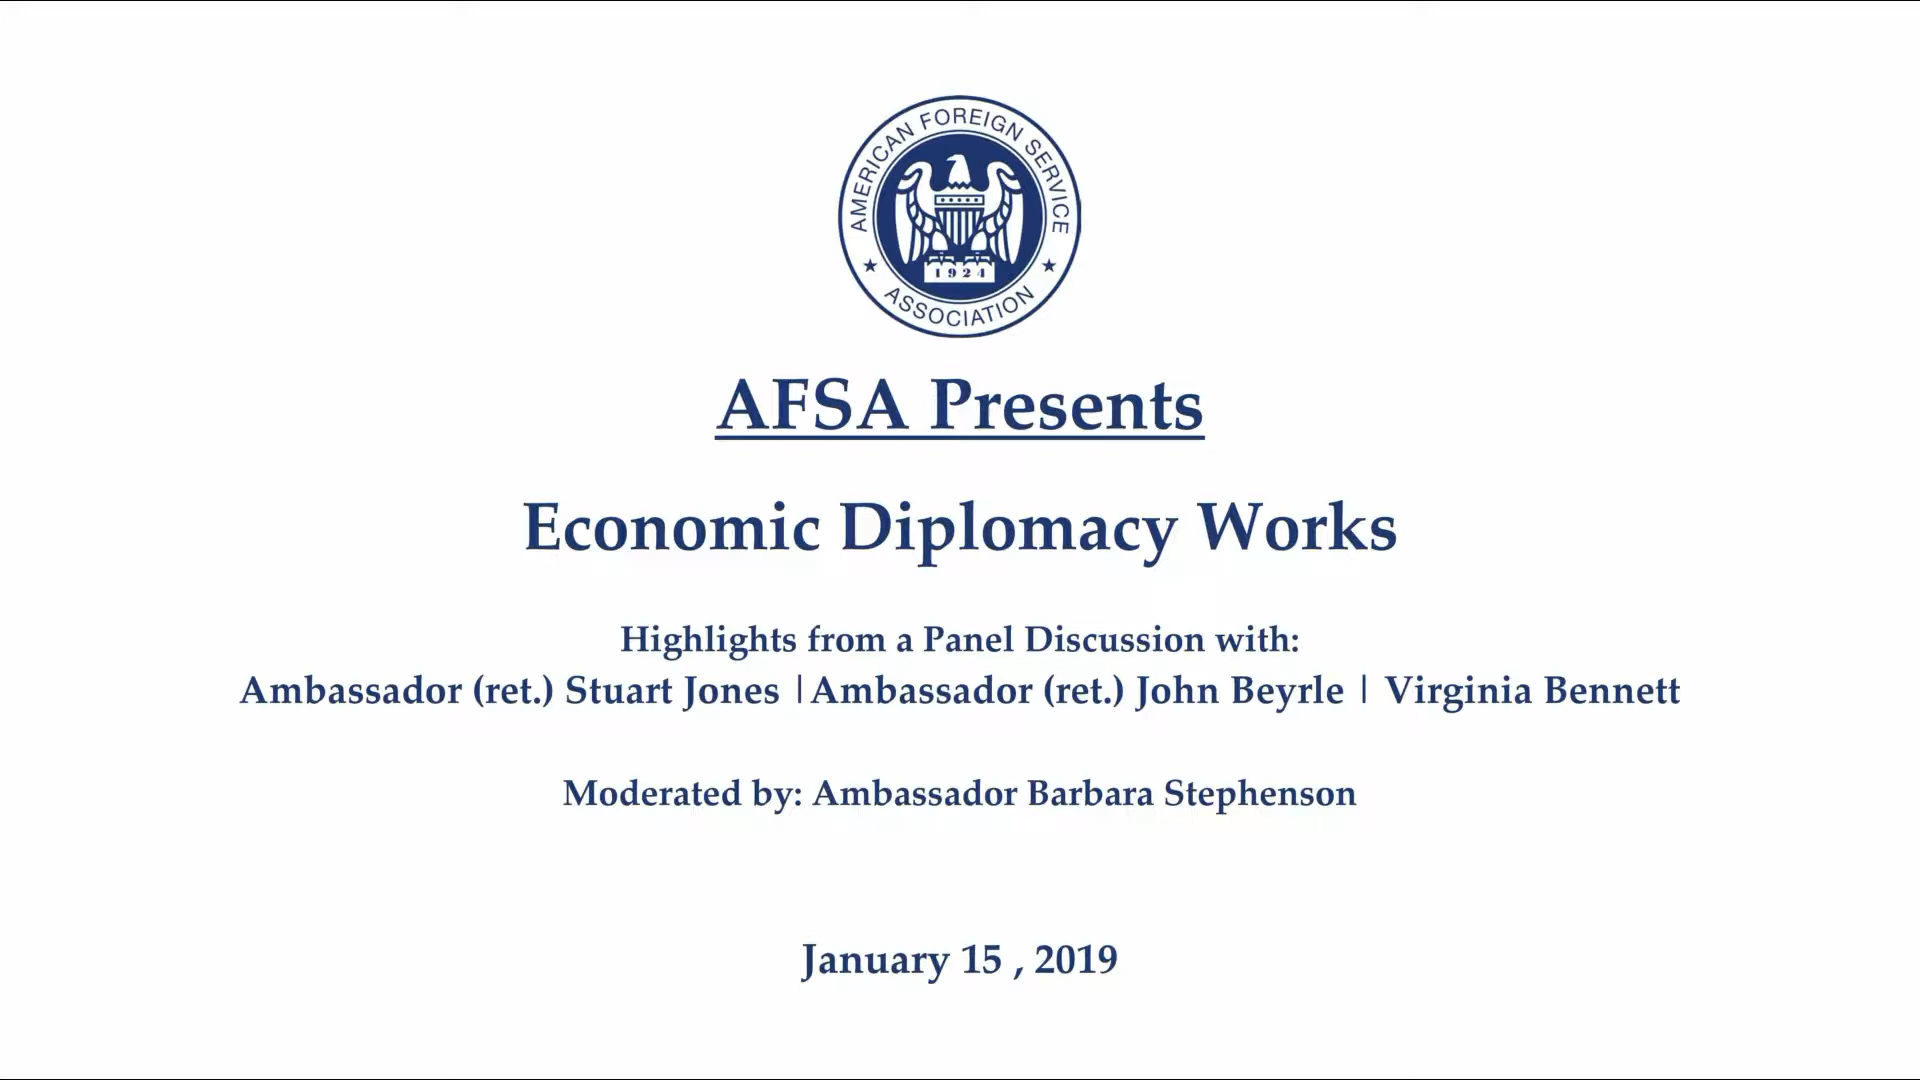 AMERICAN FOREIGN SERVICE
ASSOCIATION
1924
AFSA Presents
Economic Diplomacy Works
Highlights from a Panel Discussion with:
Ambassador (ret.) Stuart Jones |Ambassador (ret.) John Beyrle | Virginia Bennett
Moderated by: Ambassador Barbara Stephenson
January 15 , 2019